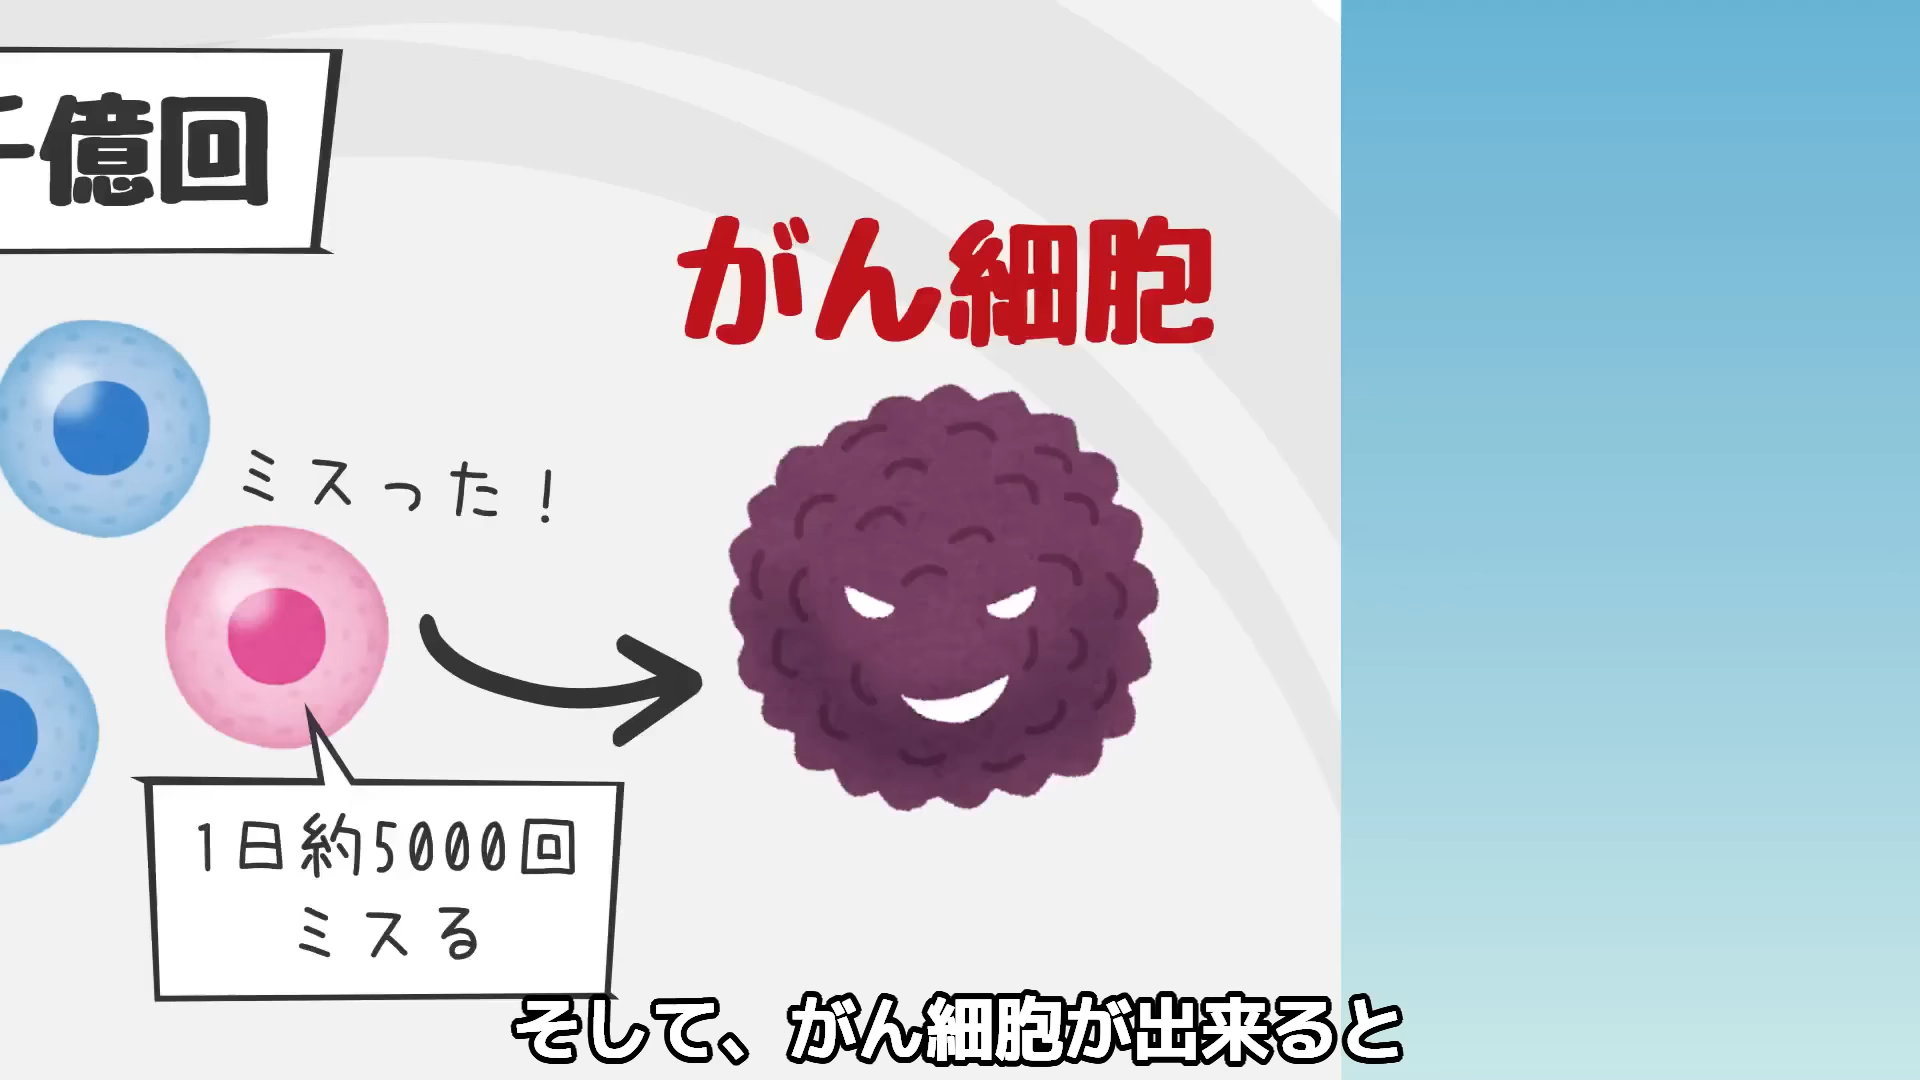 千億回
がん細胞
ミスった！
1日約5000回
ミスる
そして、がん細胞が出来ると